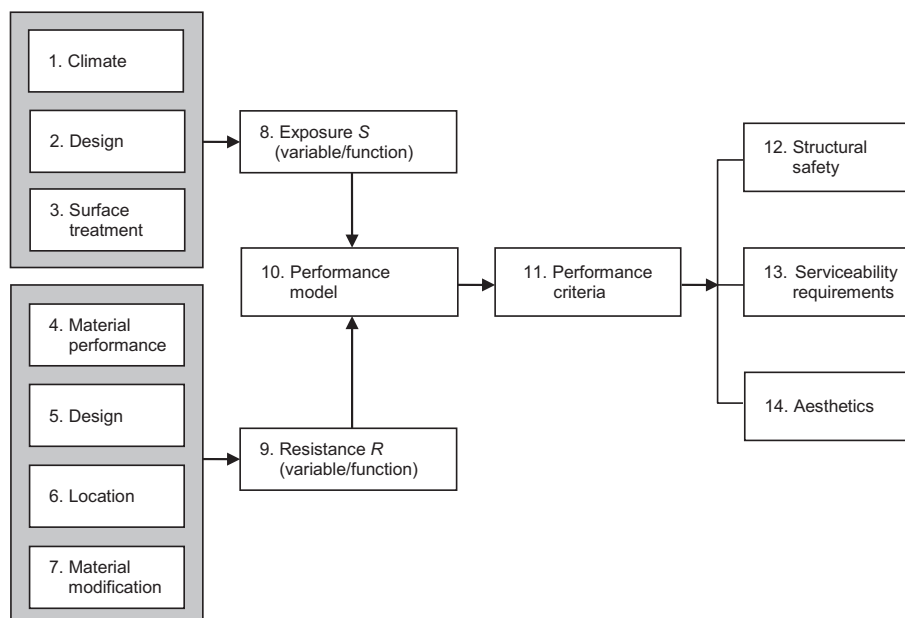 1. Climate
2. Design
3. Surface
treatment
4. Material
performance
5. Design
6. Location
7. Material
modification
8. Exposure S
(variable/function)
9. Resistance R
(variable/function)
10. Performance
model
11. Performance
criteria
12. Structural
safety
13. Serviceability
requirements
14. Aesthetics